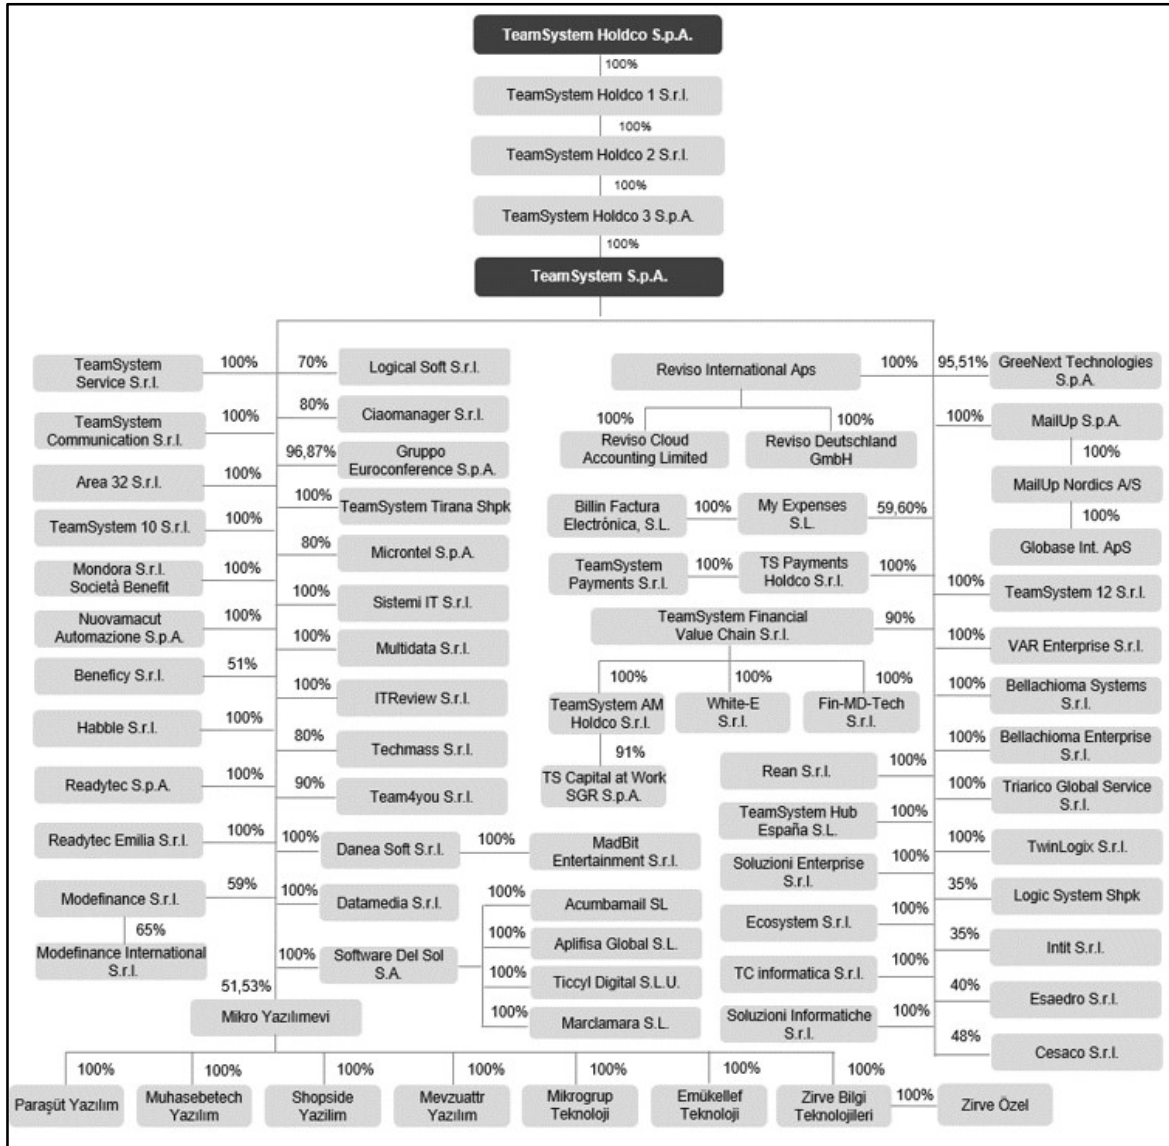 TeamSystem Holdco S.p.A.
100%
TeamSystem Holdco 1 S.r.l.
100%
TeamSystem Holdco 2 S.r.l.
100%
TeamSystem Holdco 3 S.p.A.
100%
TeamSystem S.p.A.
TeamSystem
Service S.r.l.
100%
TeamSystem
Communication S.r.l.
100%
Area 32 S.r.l.
100%
TeamSystem 10 S.r.l.
100%
Mondora S.r.l.
Società Benefit
100%
Nuovamacut
Automazione S.p.A.
100%
Beneficy S.r.l.
51%
Habble S.r.l.
100%
Readytec S.p.A.
100%
Readytec Emilia S.r.l.
100%
Modefinance S.r.l.
59%
65%
Modefinance International
S.r.l.
70%
Logical Soft S.r.l.
80%
Ciaomanager S.r.l.
96,87%
Gruppo
Euroconference S.p.A.
100%
TeamSystem Tirana Shpk
80%
Microntel S.p.A.
100%
Sistemi IT S.r.l.
100%
Multidata S.r.l.
100%
ITReview S.r.l.
80%
Techmass S.r.l.
90%
Team4you S.r.l.
100%
Danea Soft S.r.l.
100%
MadBit
Entertainment S.r.l.
100%
Datamedia S.r.l.
100%
Software Del Sol
S.A.
100%
Acumbamail SL
100%
Aplifisa Global S.L.
100%
Ticcyl Digital S.L.U.
100%
Marclamara S.L.
Reviso International Aps
100%
100%
Reviso Cloud
Accounting Limited
100%
Reviso Deutschland
GmbH
Billin Factura
Electrónica, S.L.
100%
My Expenses
S.L.
59,60%
TeamSystem
Payments S.r.l.
100%
TS Payments
Holdco S.r.l.
100%
TeamSystem Financial
Value Chain S.r.l.
90%
100%
TeamSystem AM
Holdco S.r.l.
100%
White-E
S.r.l.
100%
Fin-MD-Tech
S.r.l.
91%
TS Capital at Work
SGR S.p.A.
Rean S.r.l.
100%
TeamSystem Hub
España S.L.
100%
Soluzioni Enterprise
S.r.l.
100%
Ecosystem S.r.l.
100%
TC informatica S.r.l.
100%
Soluzioni Informatiche
S.r.l.
100%
95,51%
GreeNext Technologies
S.p.A.
100%
MailUp S.p.A.
100%
MailUp Nordics A/S
100%
Globase Int. ApS
100%
TeamSystem 12 S.r.l.
100%
VAR Enterprise S.r.l.
100%
Bellachioma Systems
S.r.l.
100%
Bellachioma Enterprise
S.r.l.
100%
Triarico Global Service
S.r.l.
100%
TwinLogix S.r.l.
35%
Logic System Shpk
35%
Intit S.r.l.
40%
Esaedro S.r.l.
48%
Cesaco S.r.l.
51,53%
Mikro Yazılımevi
100%
Paraşüt Yazılım
100%
Muhasebetech
Yazılım
100%
Shopside
Yazilim
100%
Mevzuattr
Yazılım
100%
Mikrogrup
Teknoloji
100%
Emükellef
Teknoloji
100%
Zirve Bilgi
Teknolojileri
100%
Zirve Özel